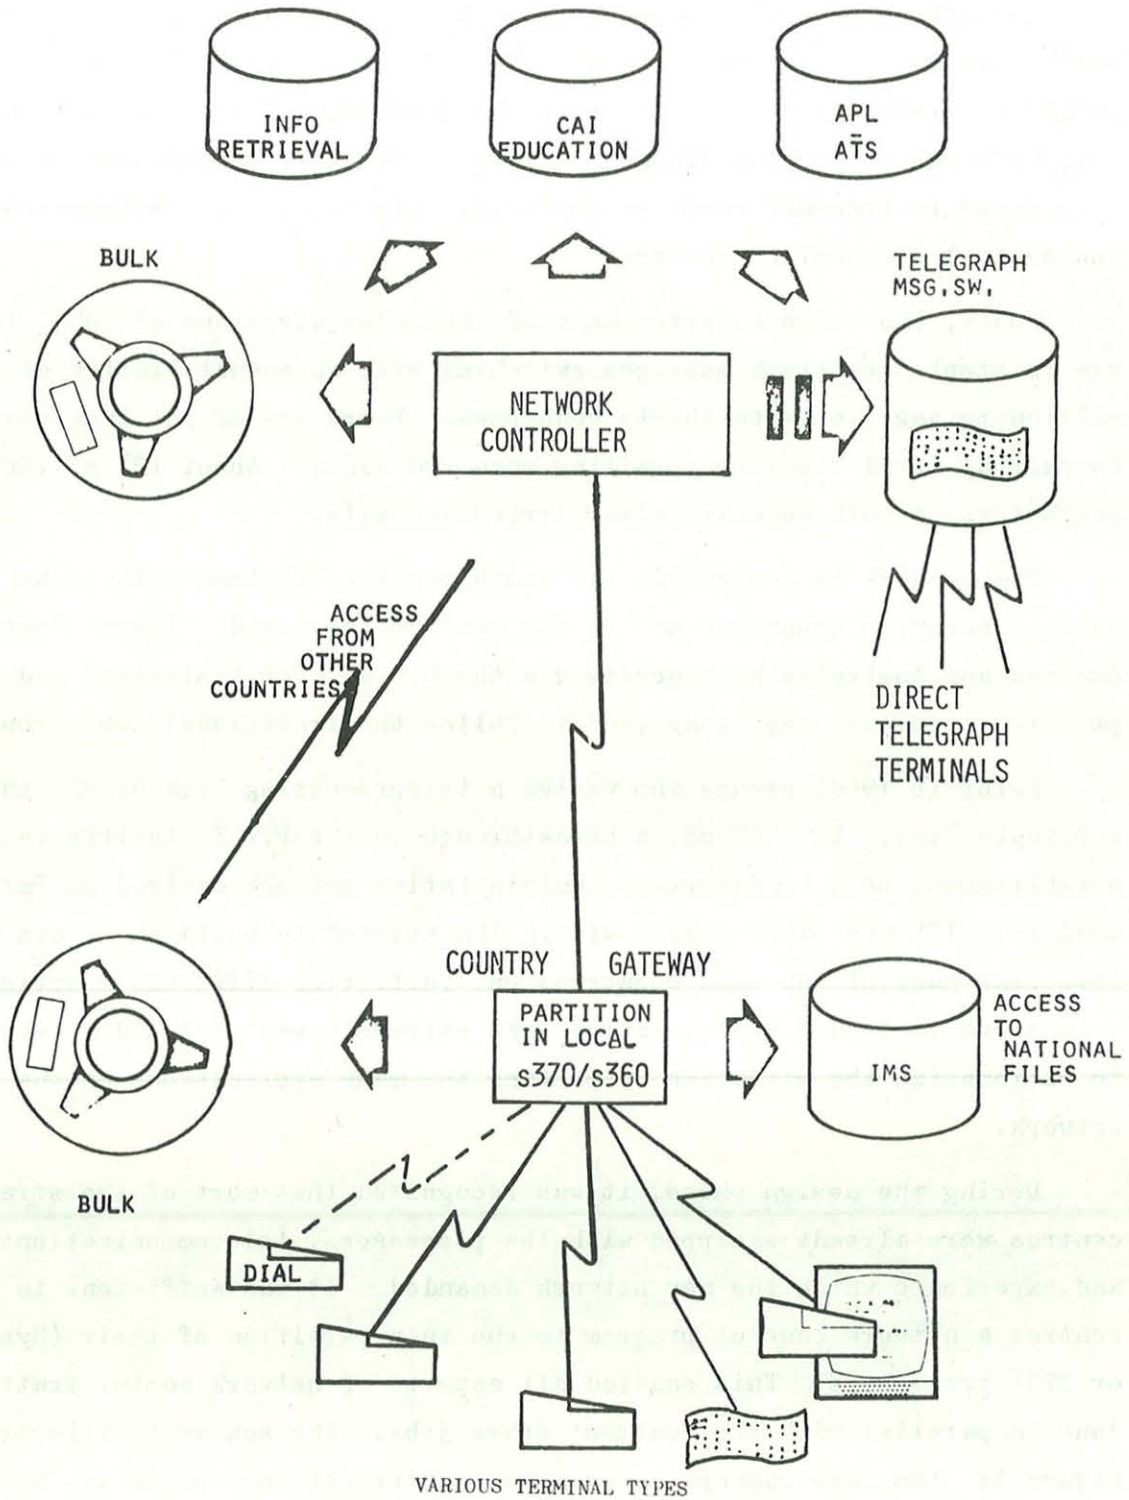 INFO
RETRIEVAL
CAI
EDUCATION
APL
-
ATS
BULK
TELEGRAPH
MSG.SW.
NETWORK
CONTROLLER
ACCESS
FROM
OTHER
COUNTRIES
DIRECT
TELEGRAPH
TERMINALS
COUNTRY GATEWAY
PARTITION
IN LOCAL
s370/s360
IMS
ACCESS
TO
NATIONAL
FILES
BULK
DIAL
VARIOUS TERMINAL TYPES